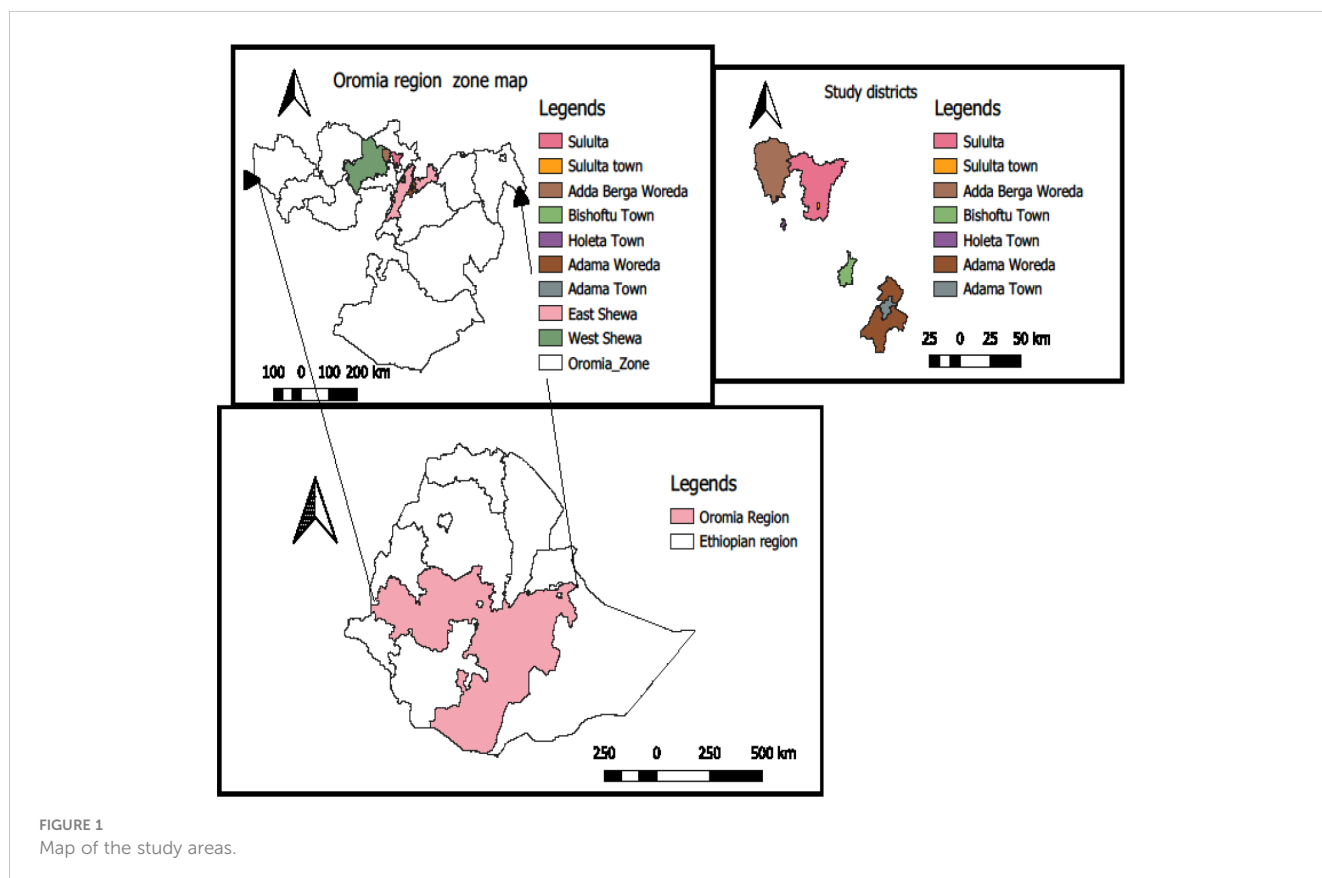 Oromia region zone map
Legends
Sululta
Sululta town
Adda Berga Woreda
Bishoftu Town
Holeta Town
Adama Woreda
Adama Town
East Shewa
West Shewa
Oromia_Zone
100 0 100 200 km
Study districts
Legends
Sululta
Sululta town
Adda Berga Woreda
Bishoftu Town
Holeta Town
Adama Woreda
Adama Town
25 0 25 50 km
Legends
Oromia Region
Ethiopian region
250 0 250 500 km
FIGURE 1
Map of the study areas.